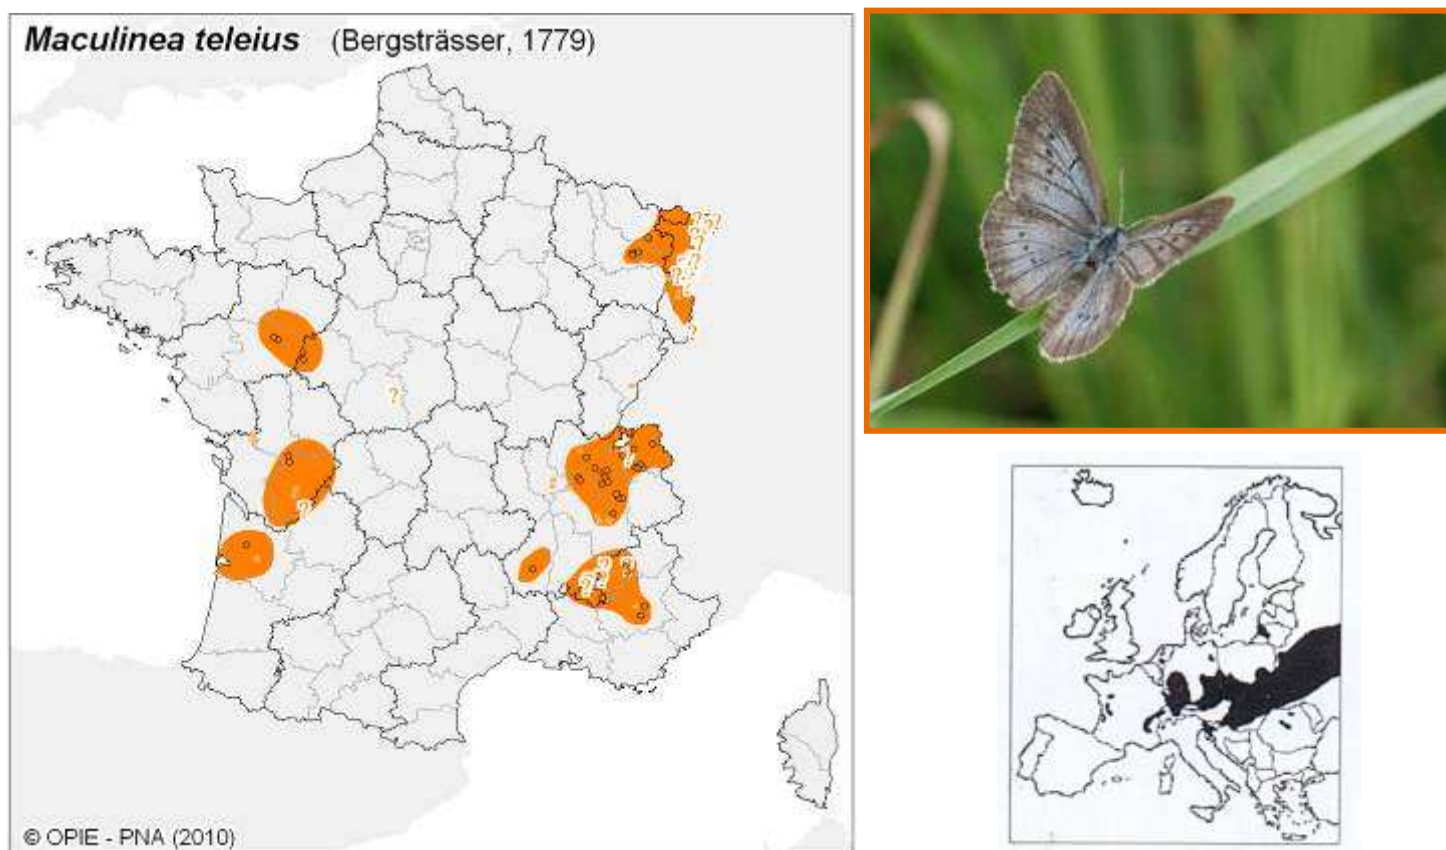 Maculinea teleius (Bergsträsser, 1779)
?
© OPIE - PNA (2010)